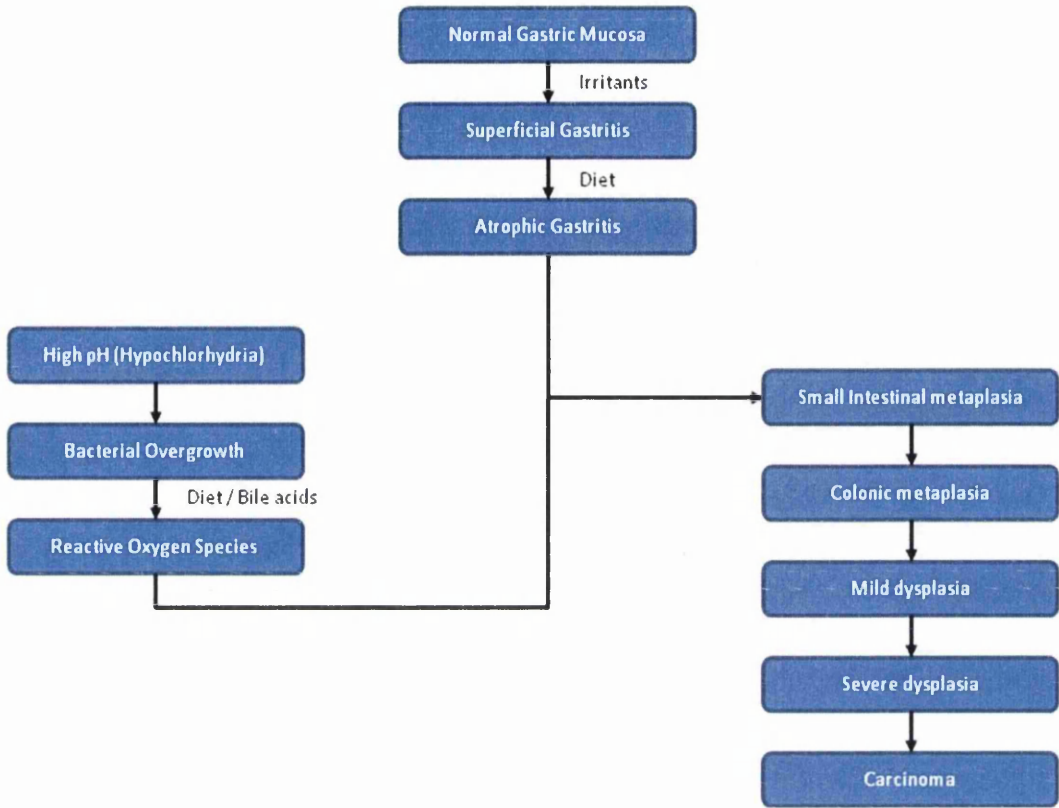 Normal Gastric Mucosa
Irritants
Superficial Gastritis
Diet
Atrophic Gastritis
High pH (Hypochlorhydria)
Bacterial Overgrowth
Diet / Bile acids
Reactive Oxygen Species
Small Intestinal metaplasia
Colonic metaplasia
Mild dysplasia
Severe dysplasia
Carcinoma